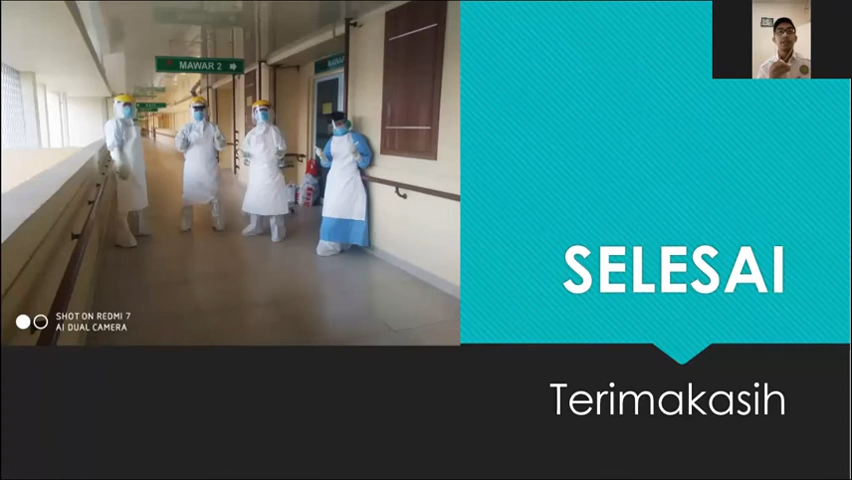 MAWAR 2
SHOT ON REDMI 7
AI DUAL CAMERA
SELESAI
Terimakasih